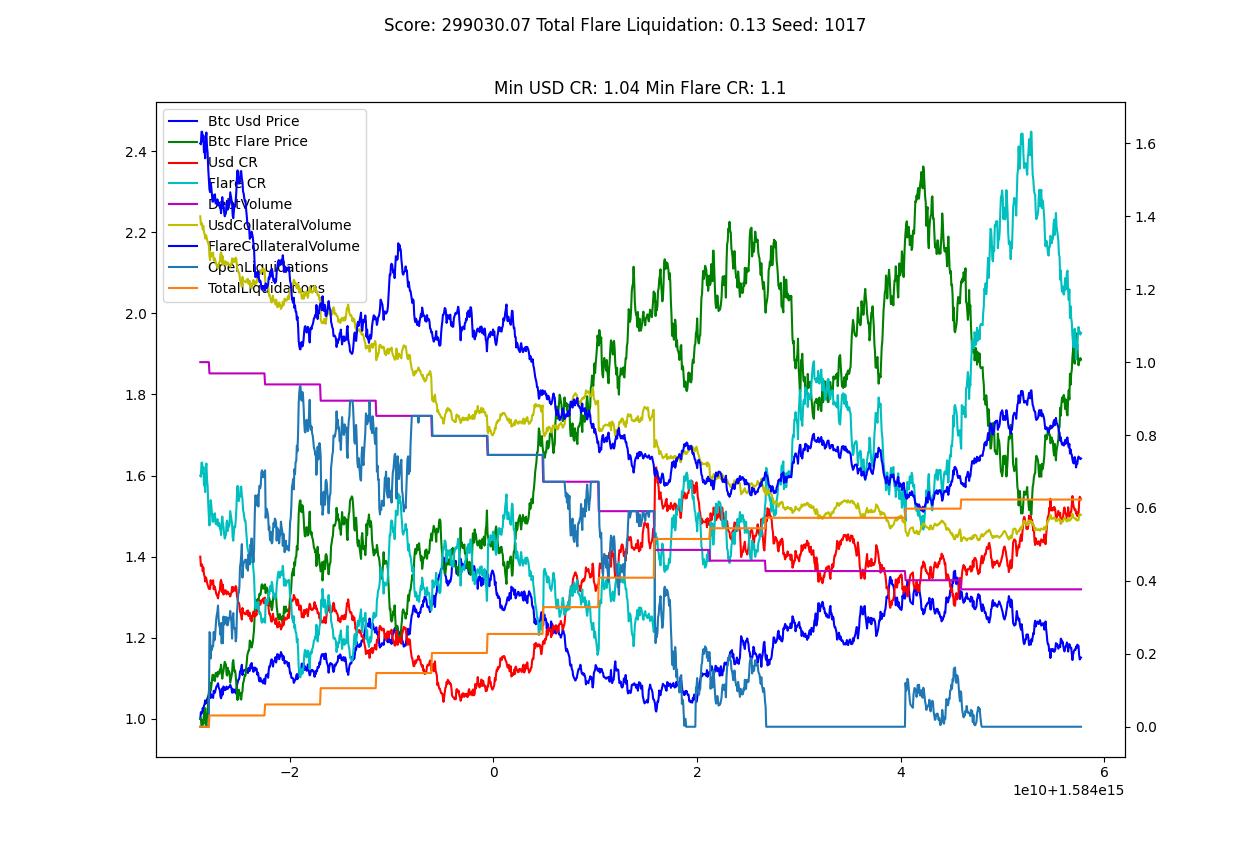 Score: 299030.07 Total Flare Liquidation: 0.13 Seed: 1017
Min USD CR: 1.04 Min Flare CR: 1.1
Btc Usd Price
Btc Flare Price
Usd CR
Flare CR
DebtVolume
UsdCollateralVolume
FlareCollateralVolume
OpenLiquidations
TotalLiquidations
2.4
2.2
2.0
1.8
1.6
1.4
1.2
1.0
1.6
1.4
1.2
1.0
0.8
0.6
0.4
0.2
0.0
−2 0 2 4 6
1e10+1.584e15